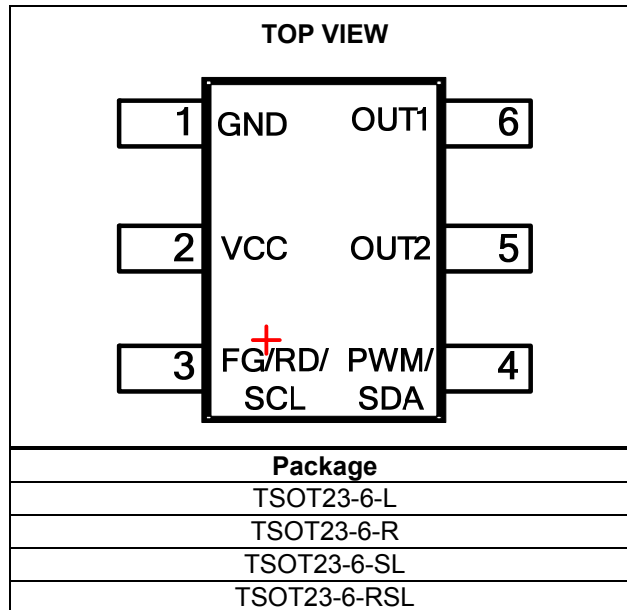 TOP VIEW
1 GND OUT1 6
2 VCC OUT2 5
3 FG/RD/ PWM/ 4
SCL SDA
Package
TSOT23-6-L
TSOT23-6-R
TSOT23-6-SL
TSOT23-6-RSL